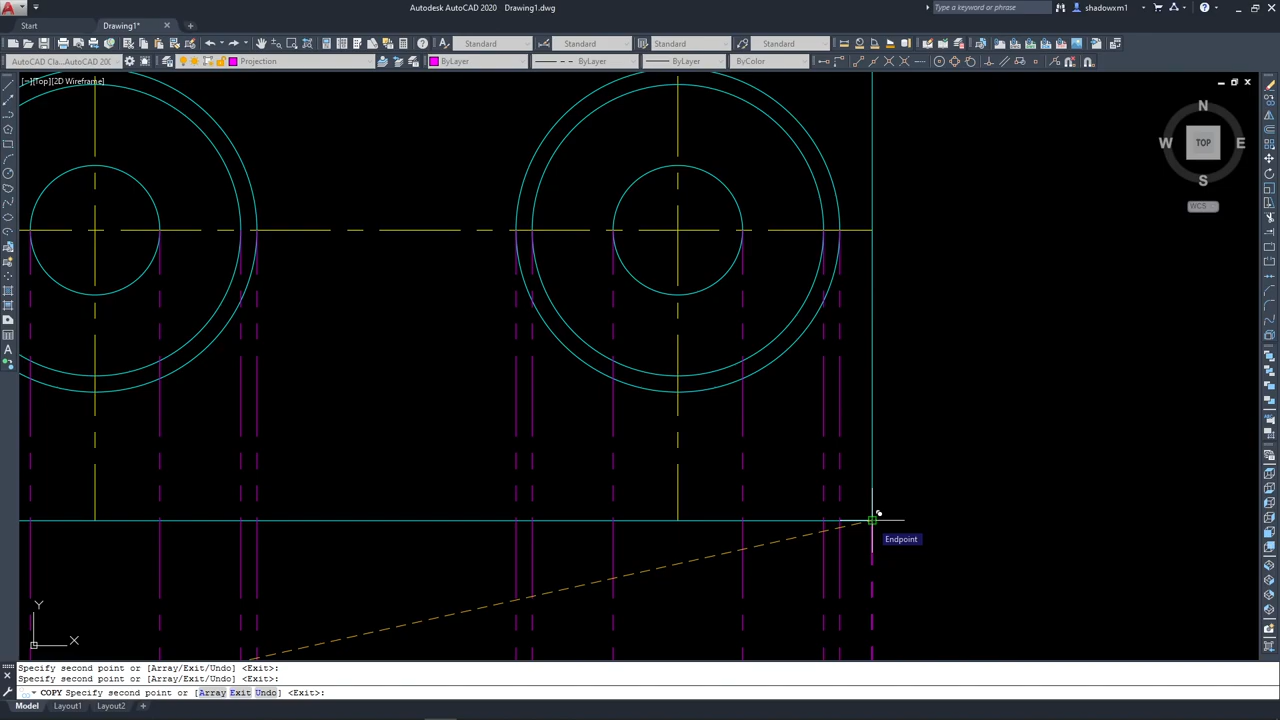 A
Autodesk AutoCAD 2020 Drawing1.dwg
Type a keyword or phrase
shadowxm1
Start
Drawing1*
Standard
Standard
Standard
Standard
AutoCAD Cla...AutoCAD 200
Projection
ByLayer
ByLayer
ByLayer
ByColor
[-][Top][2D Wireframe]
N
W
TOP
E
S
WCS
A
Endpoint
Y
X
Specify second point or [Array/Exit/Undo] <Exit>:
Specify second point or [Array/Exit/Undo] <Exit>:
COPY Specify second point or [Array Exit Undo] <Exit>:
Model
Layout1
Layout2